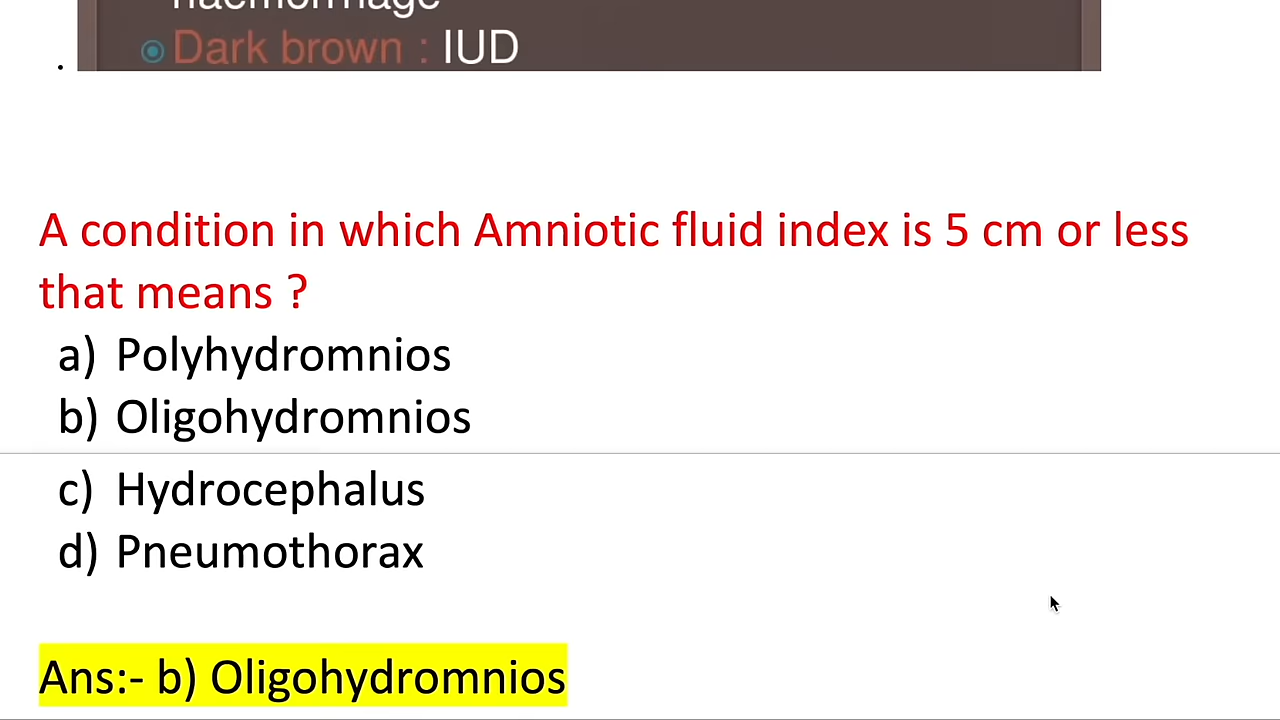 haemorrhage
Dark brown : IUD
A condition in which Amniotic fluid index is 5 cm or less
that means ?
a) Polyhydromnios
b) Oligohydromnios
c) Hydrocephalus
d) Pneumothorax
Ans:- b) Oligohydromnios